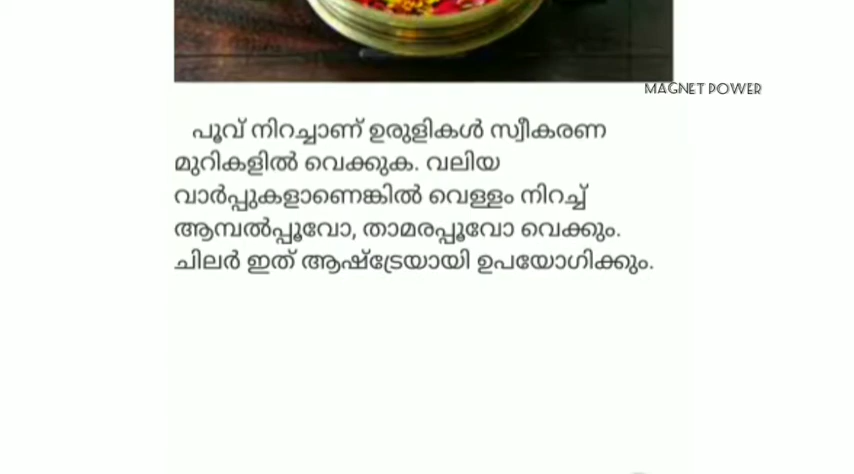 MAGNET POWER
പൂവ് നിറച്ചാണ് ഉരുളികൾ സ്വീകരണ
മുറികളിൽ വെക്കുക. വലിയ
വാർപ്പുകളാണെങ്കിൽ വെള്ളം നിറച്ച്
ആമ്പൽപ്പൂവോ, താമരപ്പൂവോ വെക്കും.
ചിലർ ഇത് ആഷ്ട്രേയായി ഉപയോഗിക്കും.